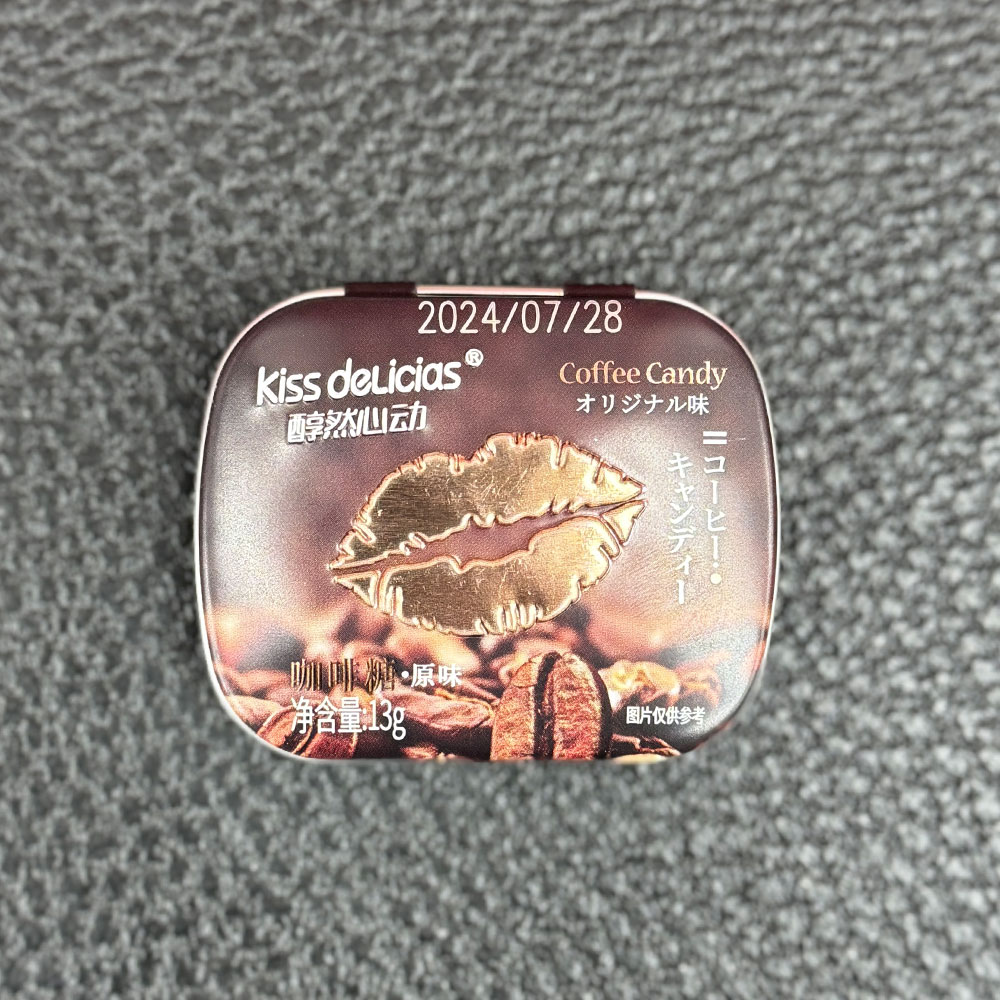 2024/07/28
Kiss deLicias®
醇然心动
Coffee Candy
オリジナル味
コーヒー・
キャンディー
咖啡糖·原味
净含量:13g
图片仅供参考